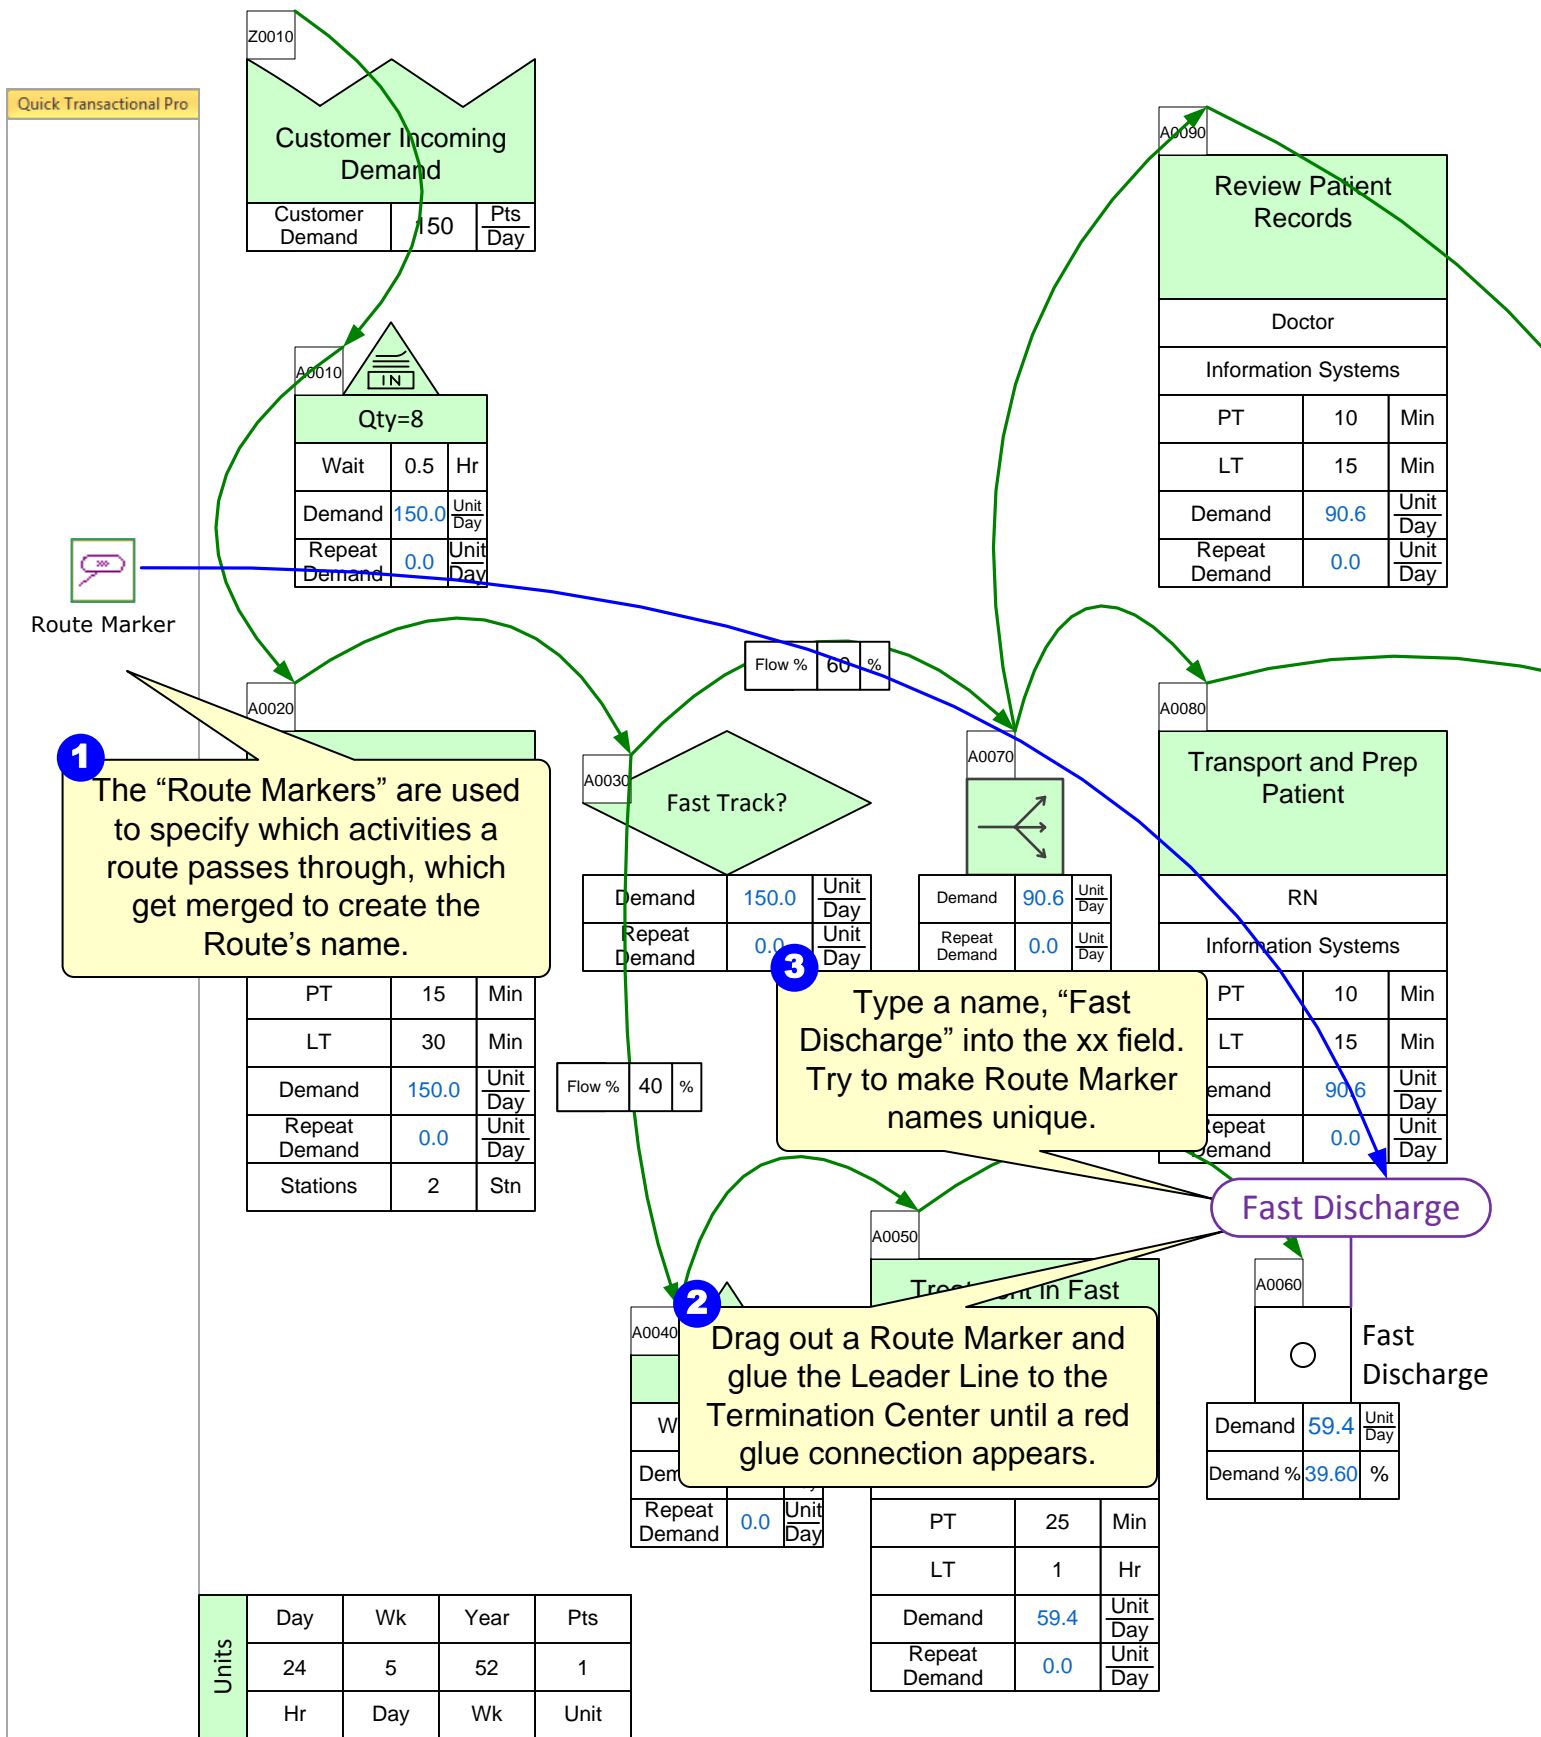 Z0010
Quick Transactional Pro
Customer Incoming
Demand
Customer
Demand
150
Pts
Day
A0090
Review Patient
Records
Doctor
Information Systems
PT 10 Min
LT 15 Min
Demand 90.6 Unit
Day
Repeat
Demand
0.0
Unit
Day
A0010
IN
Qty=8
Wait 0.5 Hr
Demand 150.0 Unit
Day
Repeat
Demand
0.0
Unit
Day
Route Marker
Flow % 60 %
A0020
1
The “Route Markers” are used
to specify which activities a
route passes through, which
get merged to create the
Route’s name.
PT 15 Min
LT 30 Min
Demand 150.0 Unit
Day
Repeat
Demand
0.0
Unit
Day
Stations 2 Stn
A0030
Fast Track?
Demand 150.0 Unit
Day
Repeat
Demand
0.0
Unit
Day
A0070
Demand 90.6 Unit
Day
Repeat
Demand
0.0
Unit
Day
A0080
Transport and Prep
Patient
RN
Information Systems
PT 10 Min
LT 15 Min
emand 90.6 Unit
Day
Repeat
Demand
0.0
Unit
Day
3
Type a name, “Fast
Discharge” into the xx field.
Try to make Route Marker
names unique.
Flow % 40 %
Fast Discharge
A0050
Treatment in Fast
A0060
Fast
Discharge
Demand 59.4 Unit
Day
Demand % 39.60 %
A0040
2
Drag out a Route Marker and
glue the Leader Line to the
Termination Center until a red
glue connection appears.
W
Dem
Repeat
Demand
0.0
Unit
Day
PT 25 Min
LT 1 Hr
Demand 59.4 Unit
Day
Repeat
Demand
0.0
Unit
Day
Units
Day Wk Year Pts
24 5 52 1
Hr Day Wk Unit